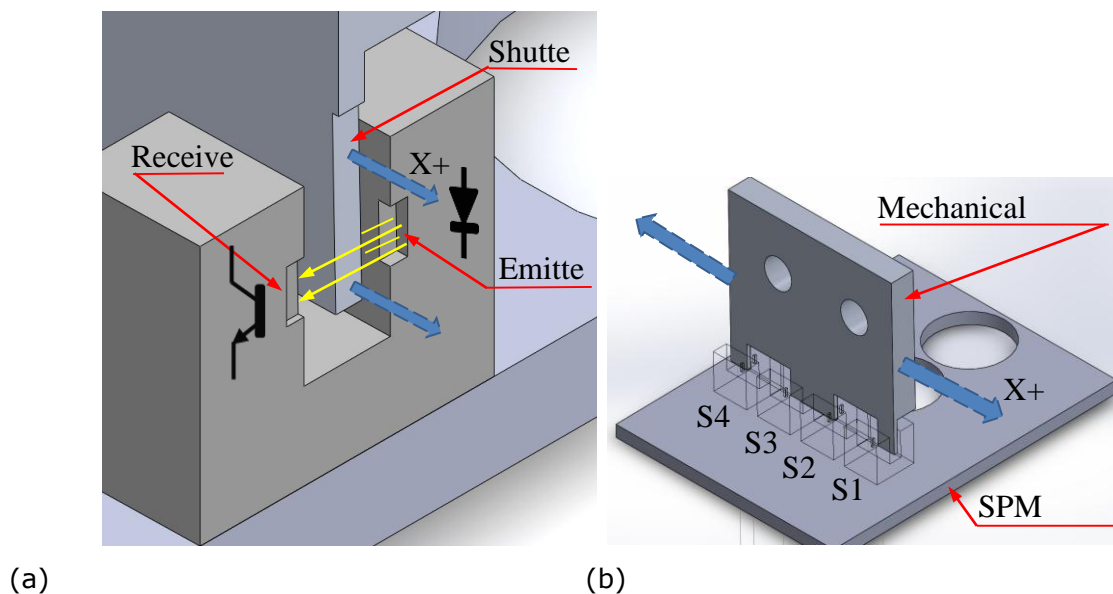 Shutte
Receive
X+
Emitte
Mechanical
X+
S4
S3
S2
S1
SPM
(a)
(b)